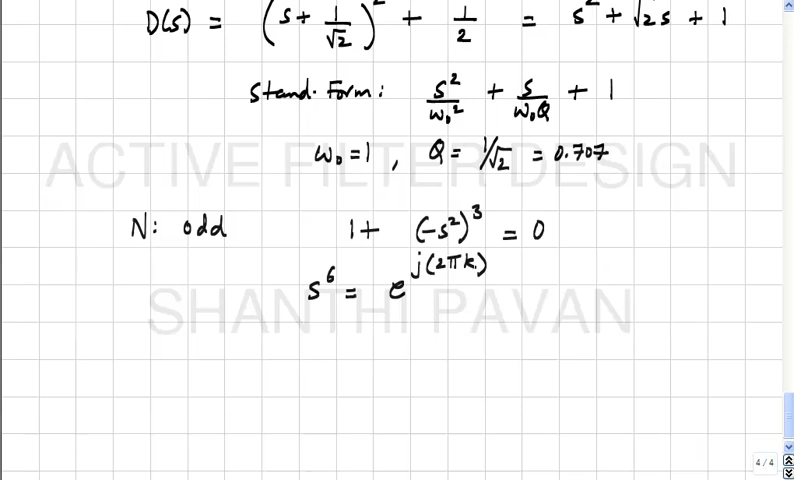 D(s) = (s + 1/√2)² + 1/2 = s² + √2 s + 1
Stand. Form: s²/ω₀² + s/ω₀Q + 1
ω₀ = 1 , Q = 1/√2 = 0.707
ACTIVE FILTER DESIGN
N: odd 1 + (-s²)³ = 0
s⁶ = e^{j(2πk)}
SHANTHI PAVAN
4 / 4